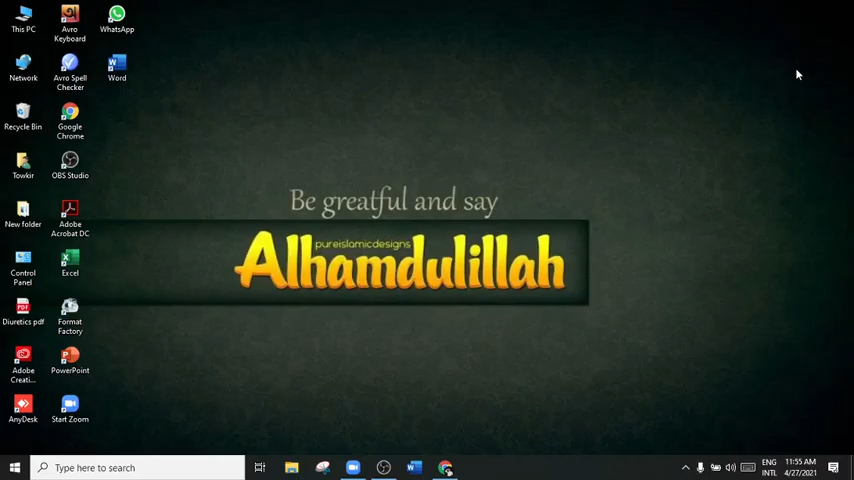 This PC
Avro Keyboard
WhatsApp
Network
Avro Spell Checker
Word
Recycle Bin
Google Chrome
Towkir
OBS Studio
New folder
Adobe Acrobat DC
Control Panel
Excel
Diuretics pdf
Format Factory
Adobe Creati...
PowerPoint
AnyDesk
Start Zoom
Be greatful and say
pureislamicdesigns
Alhamdulillah
Type here to search
ENG
INTL
11:55 AM
4/27/2021